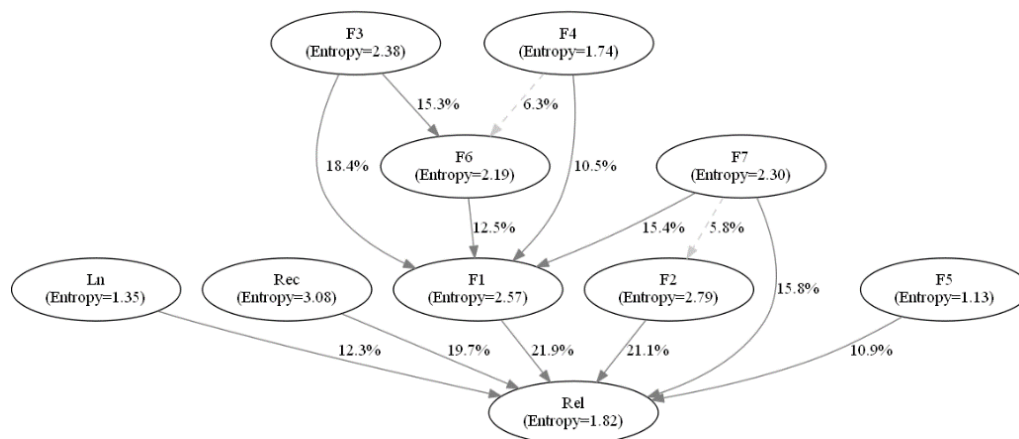 F3
(Entropy=2.38)
F4
(Entropy=1.74)
15.3%
6.3%
18.4%
F6
(Entropy=2.19)
10.5%
F7
(Entropy=2.30)
12.5%
15.4%
5.8%
Ln
(Entropy=1.35)
Rec
(Entropy=3.08)
F1
(Entropy=2.57)
F2
(Entropy=2.79)
15.8%
F5
(Entropy=1.13)
12.3%
19.7%
21.9%
21.1%
10.9%
Rel
(Entropy=1.82)